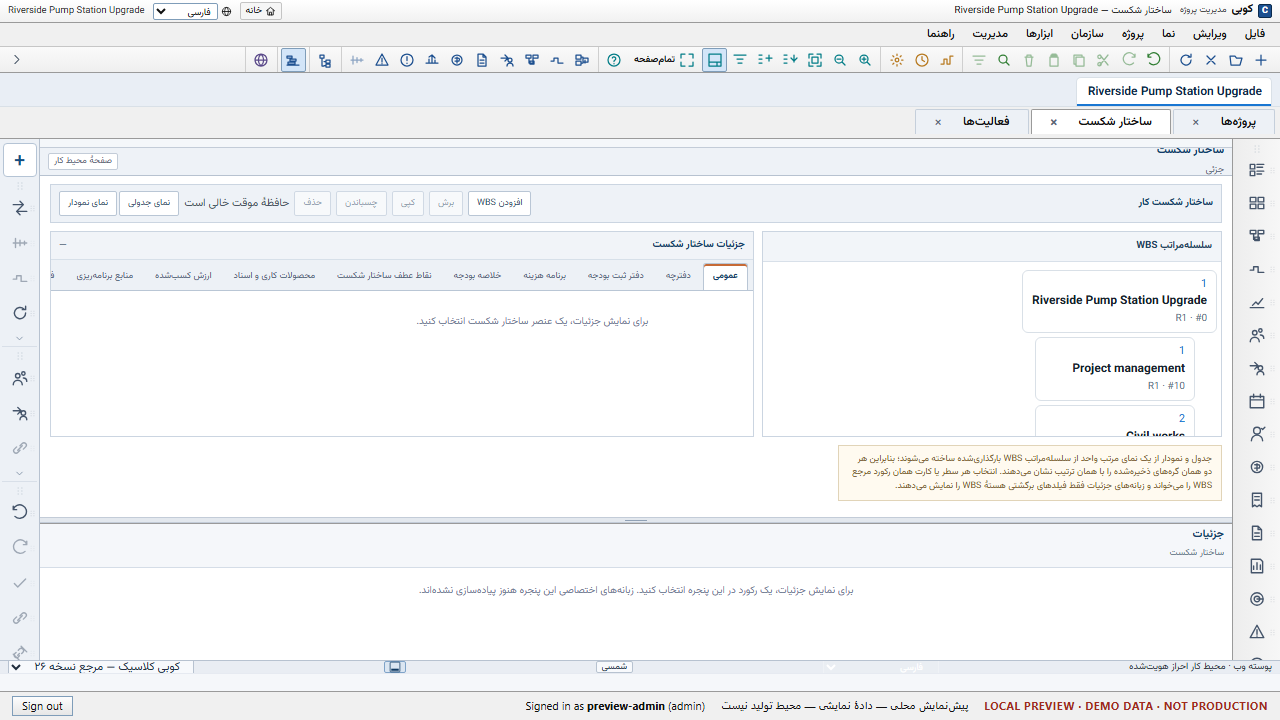 کوبی مدیریت پروژه ساختار شکست — Riverside Pump Station Upgrade
خانه
فارسی
Riverside Pump Station Upgrade
فایل ویرایش نما پروژه سازمان ابزارها مدیریت راهنما
تمام‌صفحه
Riverside Pump Station Upgrade
پروژه‌ها ×
ساختار شکست ×
فعالیت‌ها ×
ساختار شکست
جزئی
صفحهٔ محیط کار
ساختار شکست کار
افزودن WBS
برش
کپی
چسباندن
حذف
حافظهٔ موقت خالی است
نمای جدولی
نمای نمودار
سلسله‌مراتب WBS
1
Riverside Pump Station Upgrade
R1 · #0
1
Project management
R1 · #10
2
Civil works
جزئیات ساختار شکست
عمومی دفترچه دفتر ثبت بودجه برنامه هزینه خلاصه بودجه نقاط عطف ساختار شکست محصولات کاری و اسناد ارزش کسب‌شده منابع برنامه‌ریزی
برای نمایش جزئیات، یک عنصر ساختار شکست انتخاب کنید.
جدول و نمودار از یک نمای مرتب واحد از سلسله‌مراتب WBS بارگذاری‌شده ساخته می‌شوند؛ بنابراین هر
دو همان گره‌های ذخیره‌شده را با همان ترتیب نشان می‌دهند. انتخاب هر سطر یا کارت همان رکورد مرجع
WBS را می‌خواند و زبانه‌های جزئیات فقط فیلدهای برگشتی هستهٔ WBS را نمایش می‌دهند.
جزئیات
ساختار شکست
برای نمایش جزئیات، یک رکورد در این پنجره انتخاب کنید. زبانه‌های اختصاصی این پنجره هنوز پیاده‌سازی نشده‌اند.
پوسته وب · محیط کار احراز هویت‌شده
فارسی
شمسی
کوبی کلاسیک — مرجع نسخه ۲۶
LOCAL PREVIEW · DEMO DATA · NOT PRODUCTION
پیش‌نمایش محلی — دادهٔ نمایشی — محیط تولید نیست
Signed in as preview-admin (admin)
Sign out